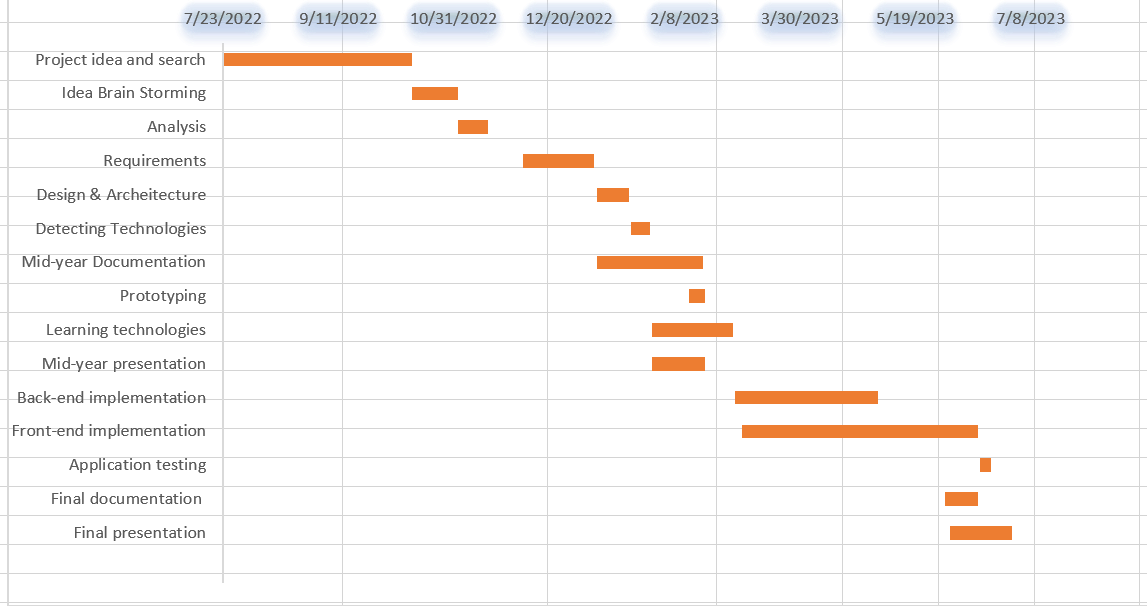 7/23/2022 9/11/2022 10/31/2022 12/20/2022 2/8/2023 3/30/2023 5/19/2023 7/8/2023
Project idea and search
Idea Brain Storming
Analysis
Requirements
Design & Archeitecture
Detecting Technologies
Mid-year Documentation
Prototyping
Learning technologies
Mid-year presentation
Back-end implementation
Front-end implementation
Application testing
Final documentation
Final presentation